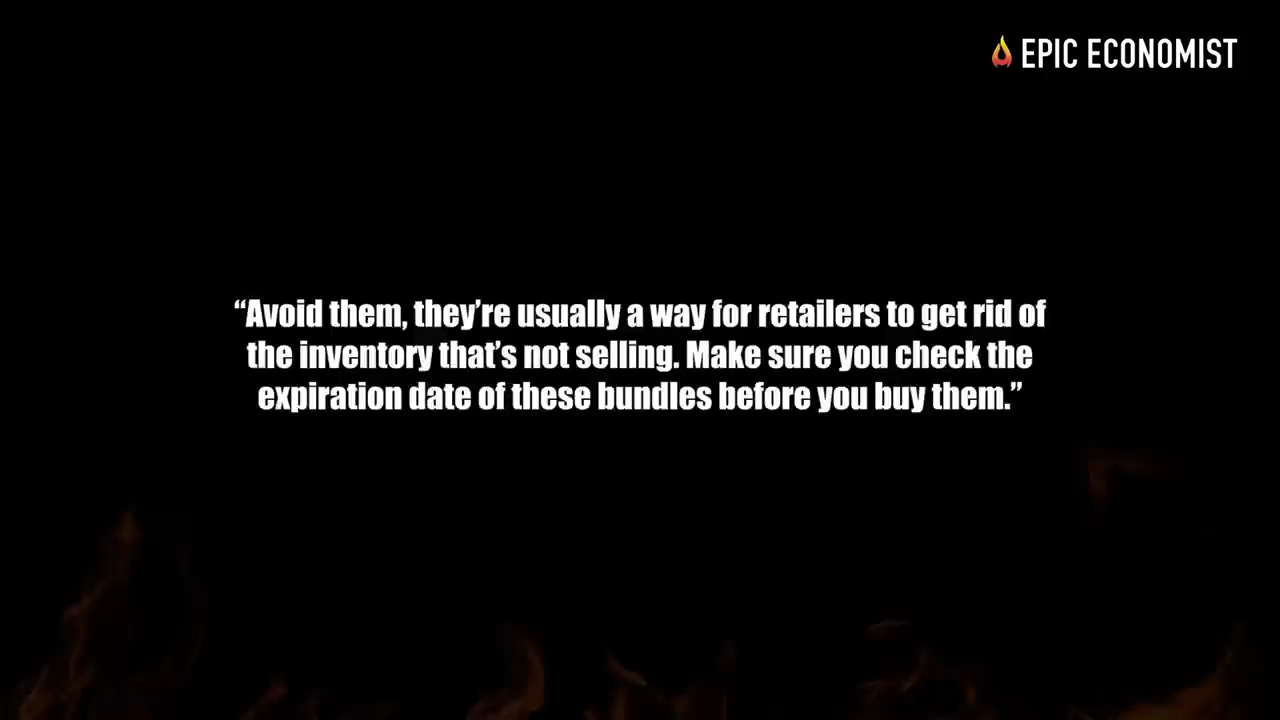 EPIC ECONOMIST
“Avoid them, they’re usually a way for retailers to get rid of
the inventory that’s not selling. Make sure you check the
expiration date of these bundles before you buy them.”